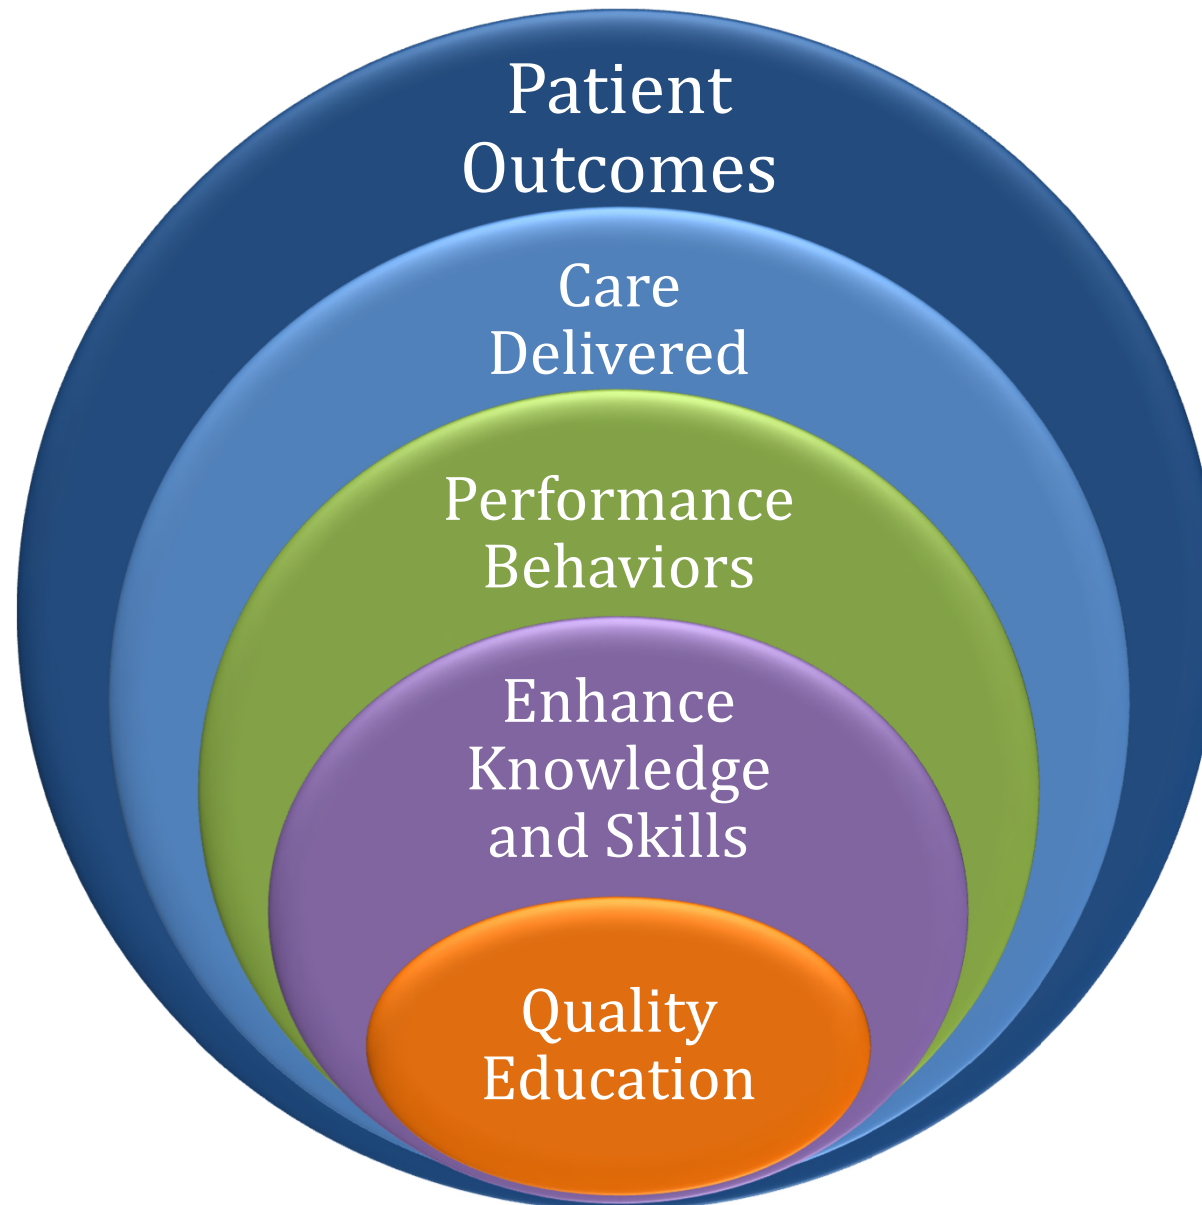 Patient
Outcomes
Care
Delivered
Performance
Behaviors
Enhance
Knowledge
and Skills
Quality
Education